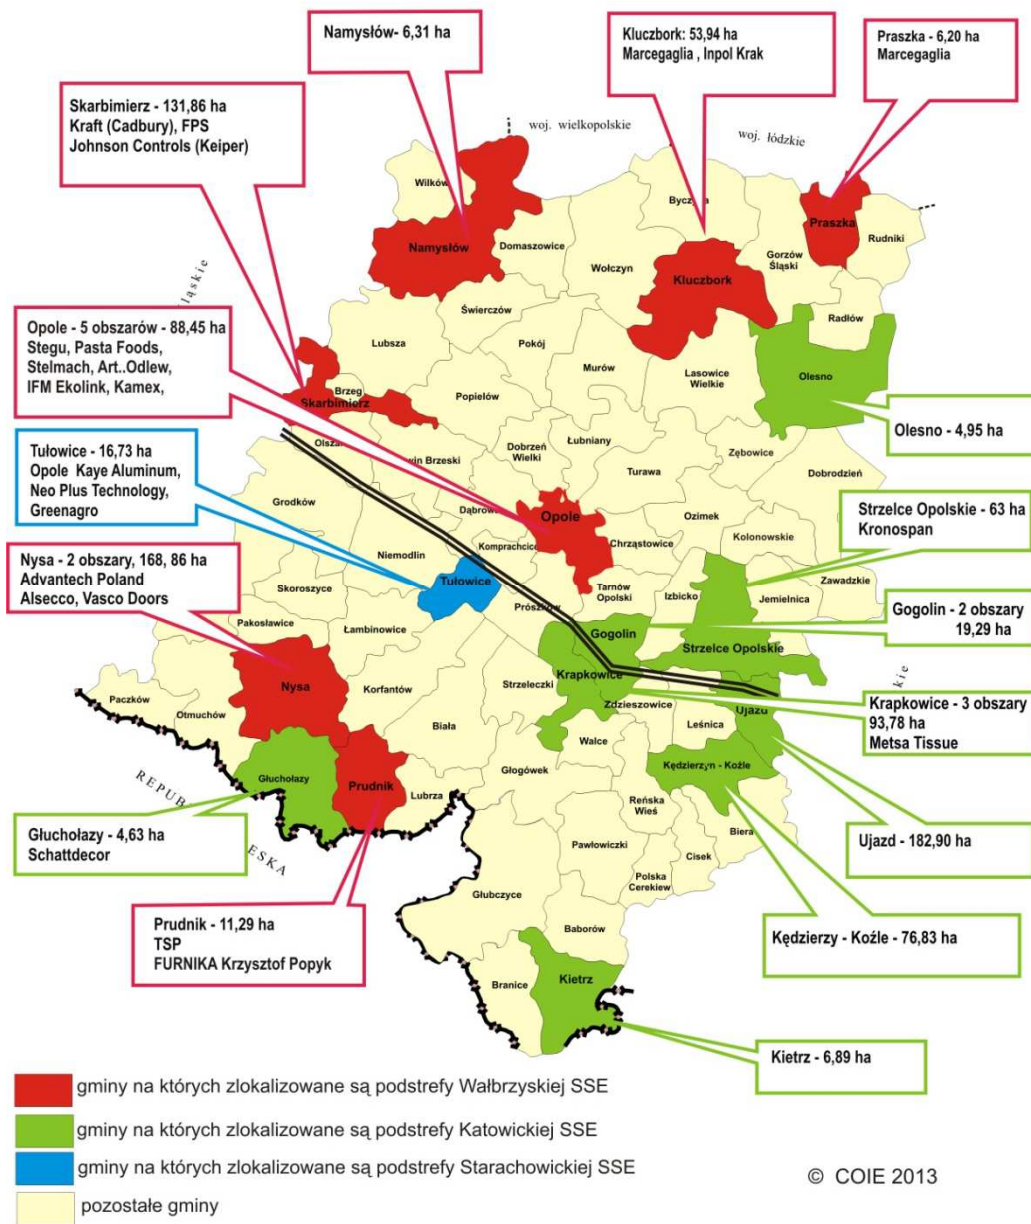 Namysłów- 6,31 ha
Kluczbork: 53,94 ha
Marcegaglia , Inpol Krak
Praszka - 6,20 ha
Marcegaglia
Skarbimierz - 131,86 ha
Kraft (Cadbury), FPS
Johnson Controls (Keiper)
woj. wielkopolskie
woj. łódzkie
Wilków
Namysłów
Domaszowice
Wołczyn
Kluczbork
Gorzów
Śląski
Praszka
Rudniki
Radłów
Opole - 5 obszarów - 88,45 ha
Stegu, Pasta Foods,
Stelmach, Art..Odlew,
IFM Ekolink, Kamex,
Świerczów
Lubsza
Pokój
Murów
Lasowice
Wielkie
Olesno
Brzeg
Skarbimierz
Popielów
Olesno - 4,95 ha
Tułowice - 16,73 ha
Opole Kaye Aluminum,
Neo Plus Technology,
Greenagro
Dobrzeń
Wielki
Łubniany
Turawa
Zębowice
Dobrodzień
Grodków
Opole
Ozimek
Kolonowskie
Strzelce Opolskie - 63 ha
Kronospan
Niemodlin
Komprachcice
Chrząstowice
Nysa - 2 obszary, 168, 86 ha
Advantech Poland
Alsecco, Vasco Doors
Skoroszyce
Tułowice
Tarnów
Opolski
Izbicko
Jemielnica
Zawadzkie
Pakosławice
Łambinowice
Prószków
Gogolin
Strzelce Opolskie
Gogolin - 2 obszary
19,29 ha
Paczków
Otmuchów
Nysa
Korfantów
Strzeleczki
Krapkowice
Zdzieszowice
Leśnica
Ujazd
Krapkowice - 3 obszary
93,78 ha
Metsa Tissue
Biała
Walce
Głuchołazy
Prudnik
Lubrza
Głogówek
Kędzierzyn - Koźle
Reńska
Wieś
Głuchołazy - 4,63 ha
Schattdecor
Ujazd - 182,90 ha
Pawłowiczki
Cisek
Polska
Cerekiew
Głubczyce
Prudnik - 11,29 ha
TSP
FURNIKA Krzysztof Popyk
Kędzierzy - Koźle - 76,83 ha
Baborów
Branice
Kietrz
Kietrz - 6,89 ha
gminy na których zlokalizowane są podstrefy Wałbrzyskiej SSE
gminy na których zlokalizowane są podstrefy Katowickiej SSE
gminy na których zlokalizowane są podstrefy Starachowickiej SSE
pozostałe gminy
© COIE 2013